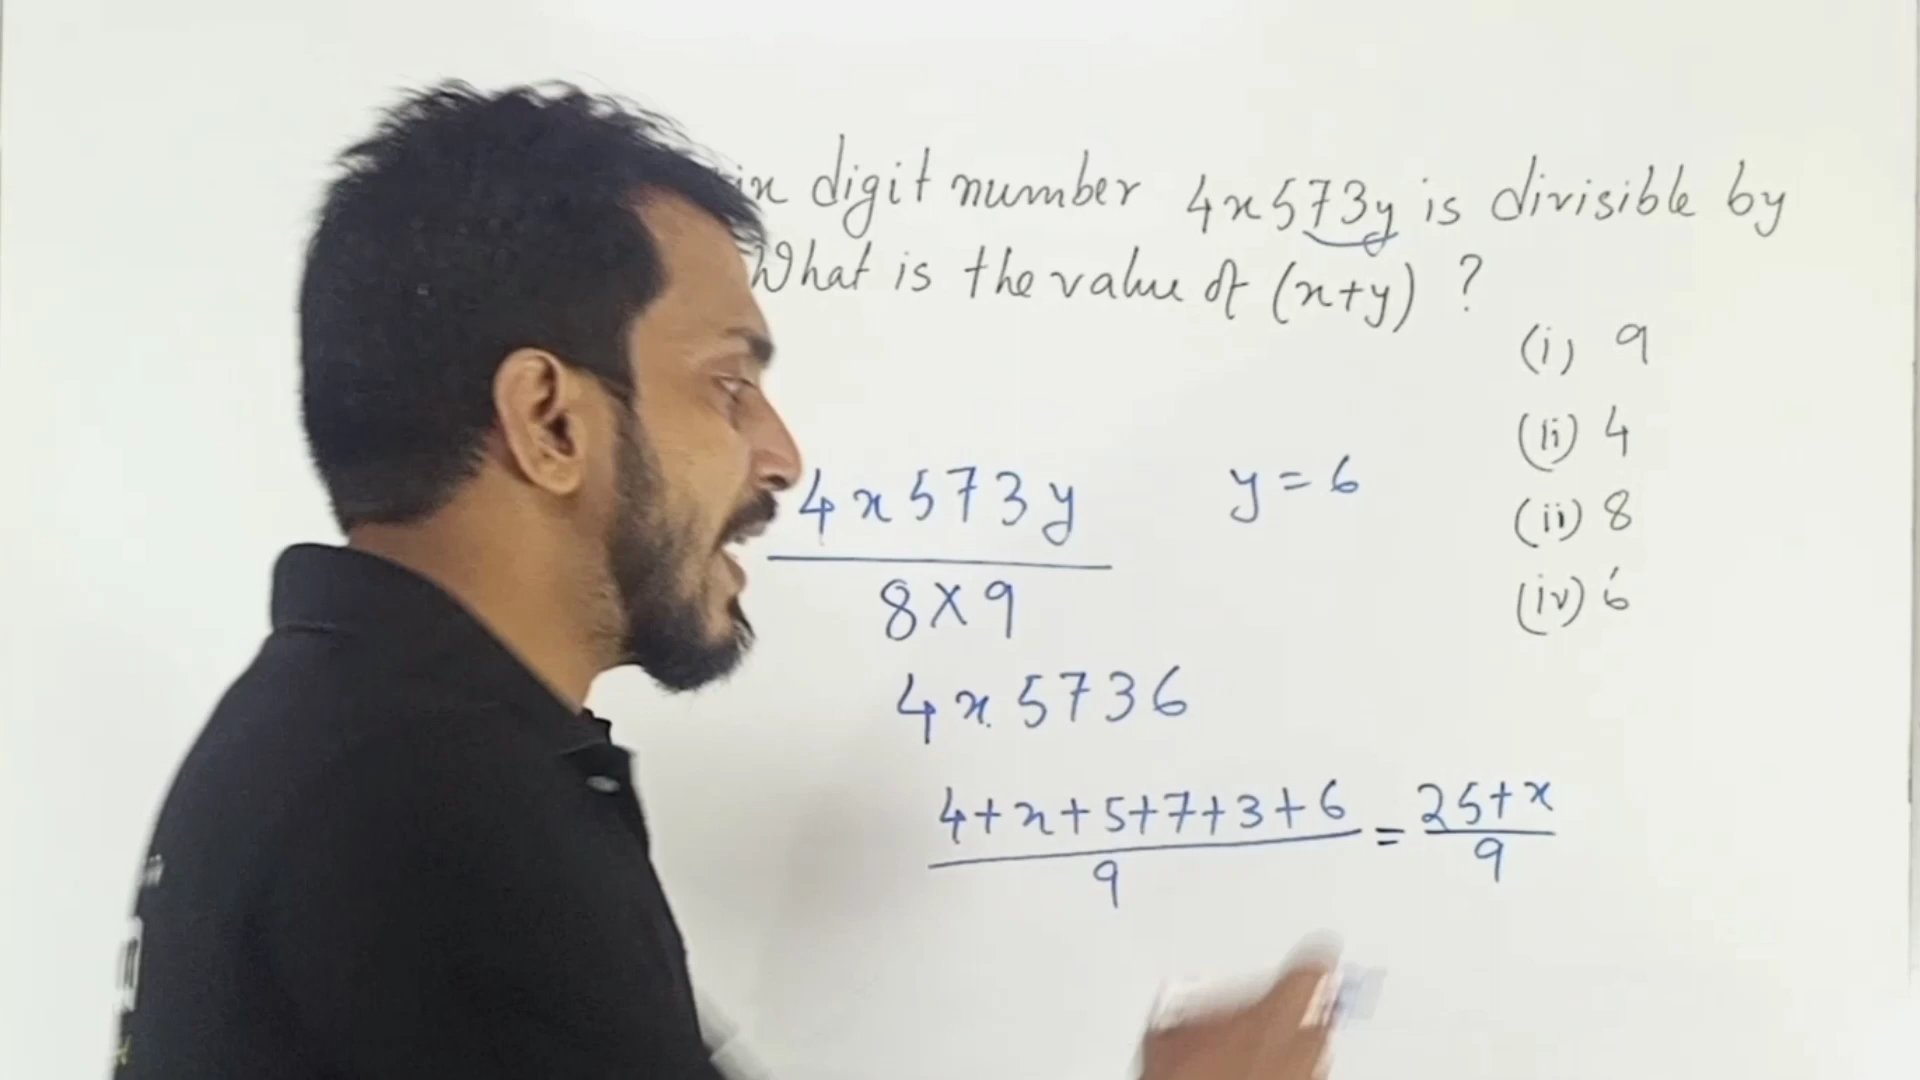 digit number 4x573y is divisible by
What is the value of (x+y) ?
(i) 9
(ii) 4
(ii) 8
(iv) 6
4x573y
8×9
y = 6
4x5736
4+x+5+7+3+6 = 25+x
9 9